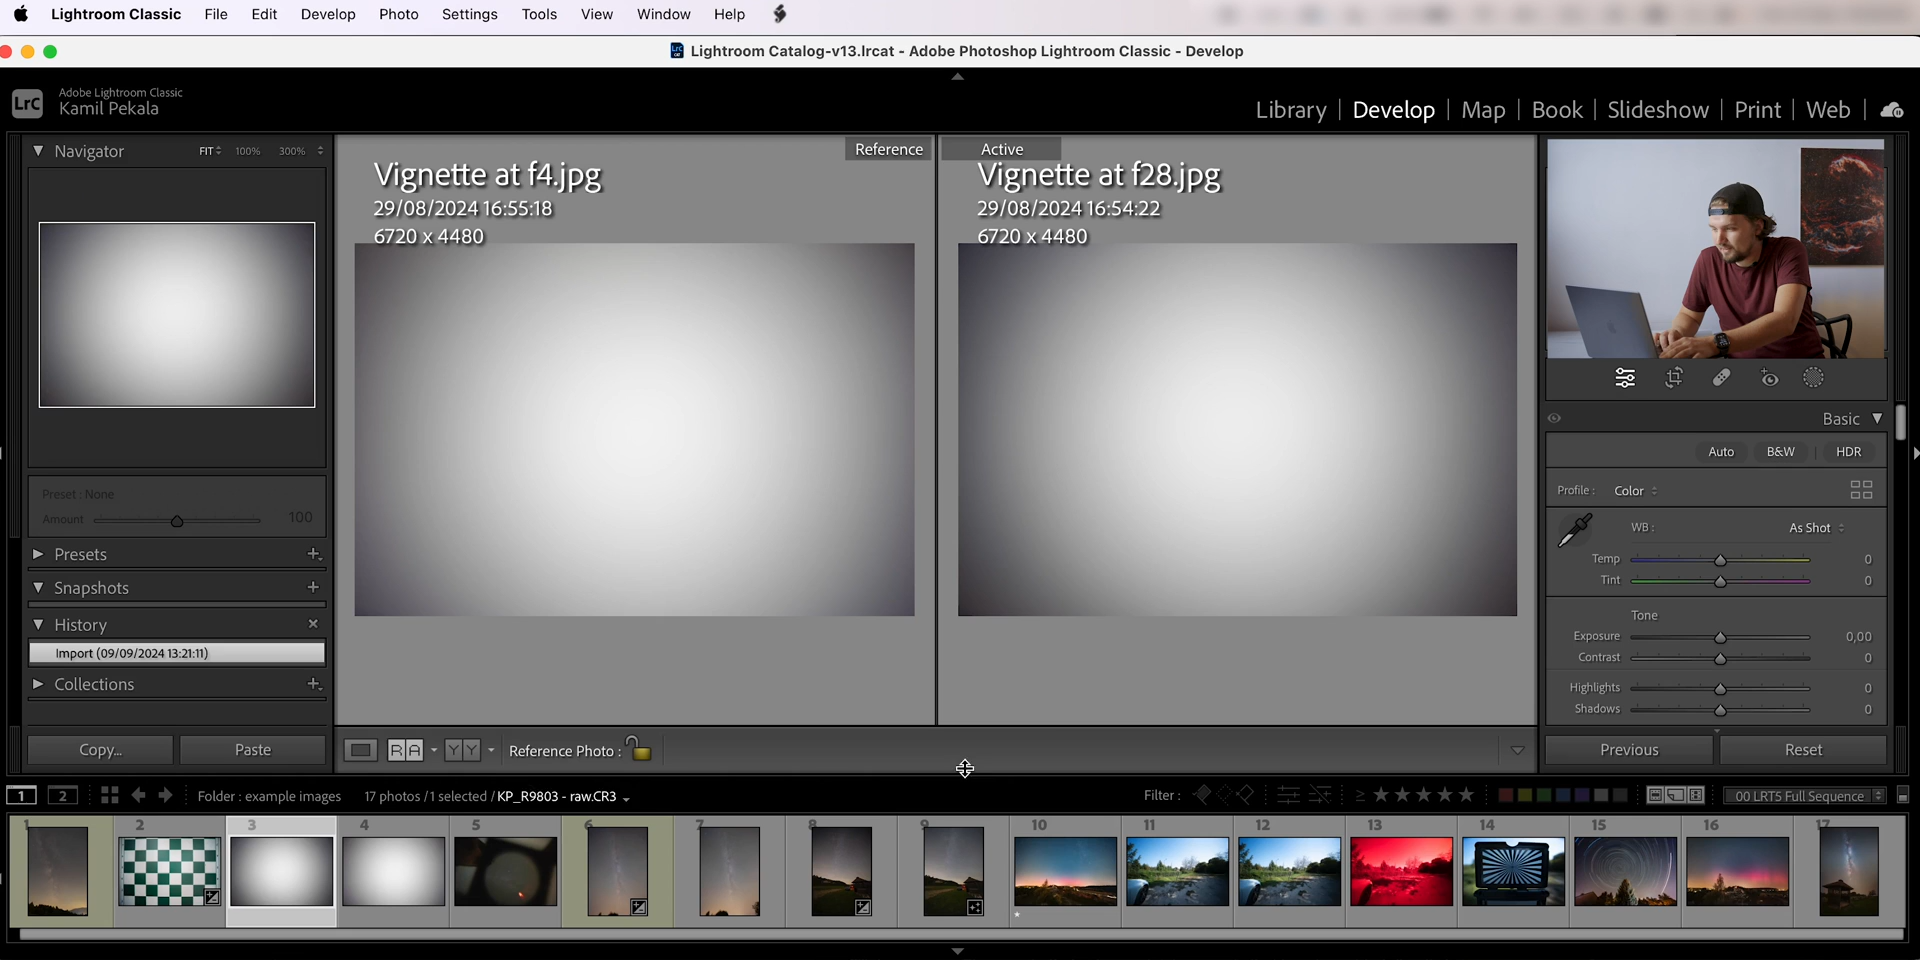 Lightroom Classic File Edit Develop Photo Settings Tools View Window Help
Lrc Lightroom Catalog-v13.lrcat - Adobe Photoshop Lightroom Classic - Develop
LrC
Adobe Lightroom Classic
Kamil Pekala
Library | Develop | Map | Book | Slideshow | Print | Web |
Navigator FIT 100% 300%
Preset : None
Amount 100
Presets
Snapshots
History
Import (09/09/2024 13:21:11)
Collections
Copy... Paste
Reference
Vignette at f4.jpg
29/08/2024 16:55:18
6720 x 4480
Active
Vignette at f28.jpg
29/08/2024 16:54:22
6720 x 4480
R A Y Y Reference Photo :
Basic
Auto B&W HDR
Profile : Color
WB : As Shot
Temp 0
Tint 0
Tone
Exposure 0,00
Contrast 0
Highlights 0
Shadows 0
Previous Reset
1 2 Folder : example images 17 photos / 1 selected / KP_R9803 - raw.CR3
Filter : ≥ ★ ★ ★ ★ ★ 00 LRT5 Full Sequence
1 2 3 4 5 6 7 8 9 10 11 12 13 14 15 16 17